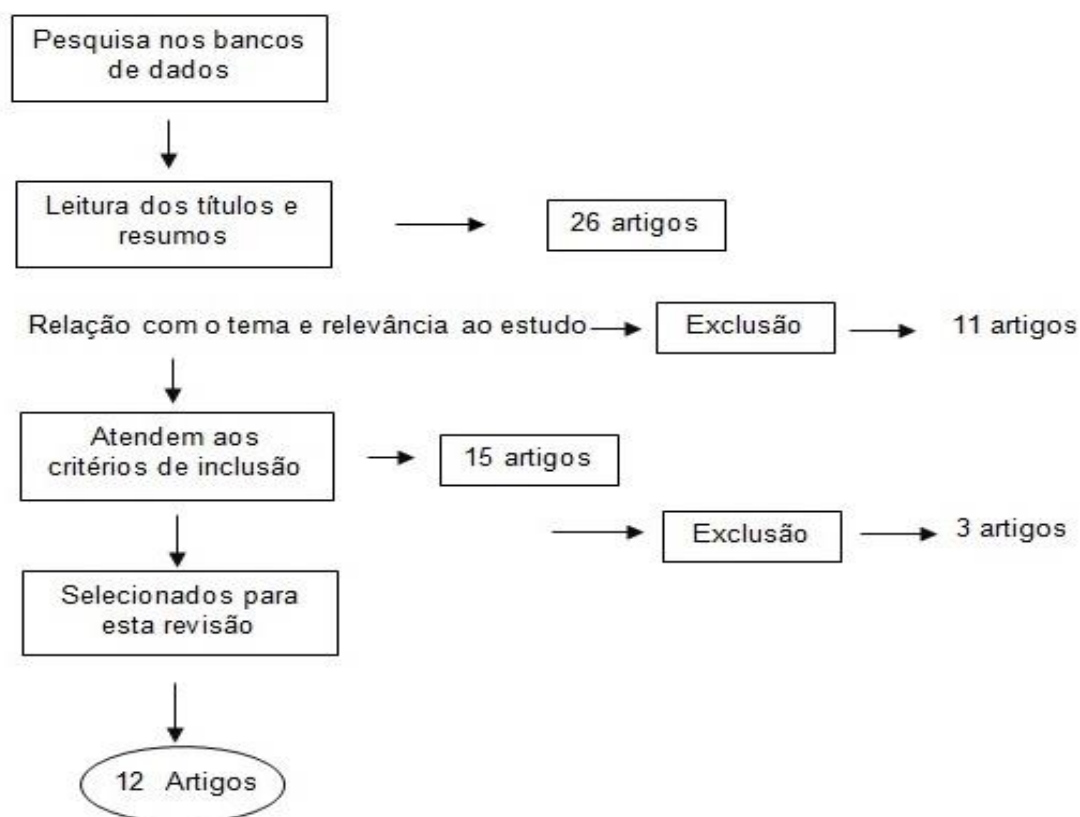 Pesquisa nos bancos
de dados
Leitura dos títulos e
resumos
26 artigos
Relação com o tema e relevância ao estudo
Exclusão
11 artigos
Atendem aos
critérios de inclusão
15 artigos
Exclusão
3 artigos
Selecionados para
esta revisão
12 Artigos